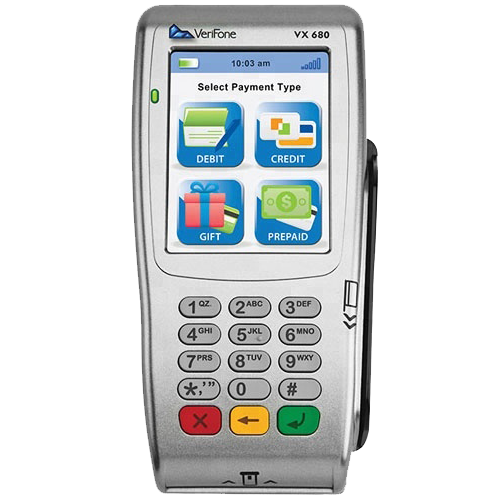 VeriFone VX 680
10:03 am
Select Payment Type
DEBIT CREDIT
GIFT PREPAID
1 QZ. 2 ABC 3 DEF
4 GHI 5 JKL 6 MNO
7 PRS 8 TUV 9 WXY
*,'" 0 #